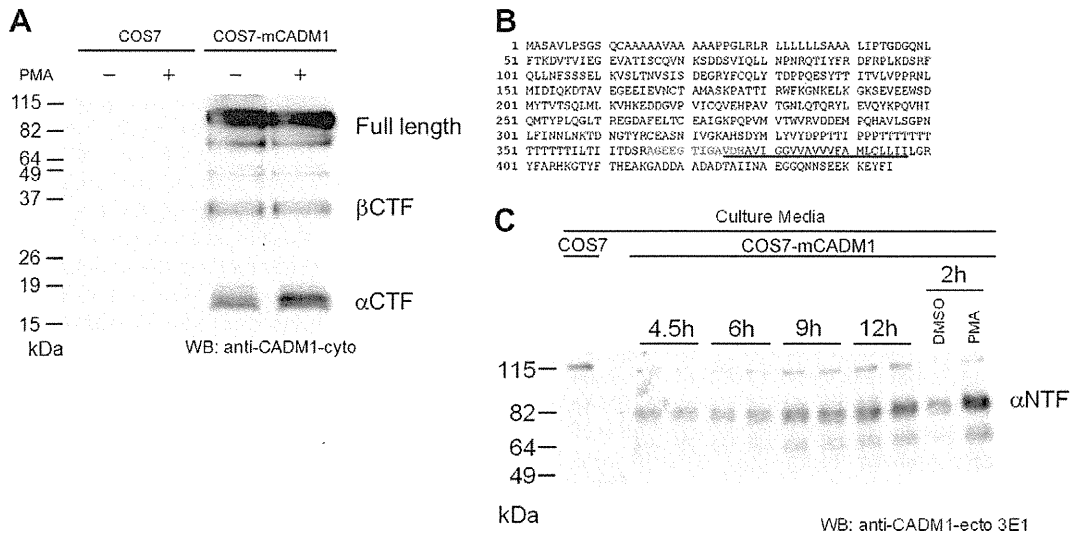 A
COS7 COS7-mCADM1
PMA − + − +
115
82
64
49
37
26
19
15
kDa
Full length
βCTF
αCTF
WB: anti-CADM1-cyto
B
1 MASAVLPSGS QCAAAAAVAA AAAPPGLRLR LLLLLLSAAA LIPTGDGQNL
51 FTKDVTVIEG EVATISCQVN KSDDSVIQLL NPNRQTIYFR DFRPLKDSRF
101 QLLNFSSSEL KVSLTNVSIS DEGRYFCQLY TDPPQESYTT ITVLVPPRNL
151 MIDIQKDTAV EGEEIEVNCT AMASKPATTI RWFKGNKELK GKSEVEEWSD
201 MYTVTSQLML KVHKEDDGVP VICQVEHPAV TGNLQTQRYL EVQYKPQVHI
251 QMTYPLQGLT REGDAFELTC EAIGKPQPVM VTWVRVDDEM PQHAVLSGPN
301 LFINNLNKTD NGTYRCEASN IVGKAHSDYM LYVYDPPTTI PPPTTTTTTT
351 TTTTTTILTI ITDSRAGEEG TIGAVDHAVI GGVVAVVVFA MLCLLIILGR
401 YFARHKGTYF THEAKGADDA ADADTAIINA EGGQNNSEEK KEYFI
C
Culture Media
COS7 COS7-mCADM1
2h
4.5h 6h 9h 12h DMSO PMA
115
82
64
49
kDa
αNTF
WB: anti-CADM1-ecto 3E1